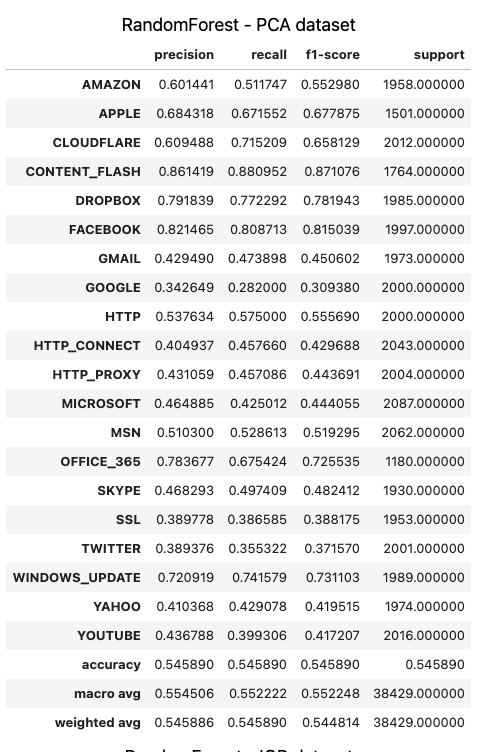 RandomForest - PCA dataset
precision recall f1-score support
AMAZON 0.601441 0.511747 0.552980 1958.000000
APPLE 0.684318 0.671552 0.677875 1501.000000
CLOUDFLARE 0.609488 0.715209 0.658129 2012.000000
CONTENT_FLASH 0.861419 0.880952 0.871076 1764.000000
DROPBOX 0.791839 0.772292 0.781943 1985.000000
FACEBOOK 0.821465 0.808713 0.815039 1997.000000
GMAIL 0.429490 0.473898 0.450602 1973.000000
GOOGLE 0.342649 0.282000 0.309380 2000.000000
HTTP 0.537634 0.575000 0.555690 2000.000000
HTTP_CONNECT 0.404937 0.457660 0.429688 2043.000000
HTTP_PROXY 0.431059 0.457086 0.443691 2004.000000
MICROSOFT 0.464885 0.425012 0.444055 2087.000000
MSN 0.510300 0.528613 0.519295 2062.000000
OFFICE_365 0.783677 0.675424 0.725535 1180.000000
SKYPE 0.468293 0.497409 0.482412 1930.000000
SSL 0.389778 0.386585 0.388175 1953.000000
TWITTER 0.389376 0.355322 0.371570 2001.000000
WINDOWS_UPDATE 0.720919 0.741579 0.731103 1989.000000
YAHOO 0.410368 0.429078 0.419515 1974.000000
YOUTUBE 0.436788 0.399306 0.417207 2016.000000
accuracy 0.545890 0.545890 0.545890 0.545890
macro avg 0.554506 0.552222 0.552248 38429.000000
weighted avg 0.545886 0.545890 0.544814 38429.000000